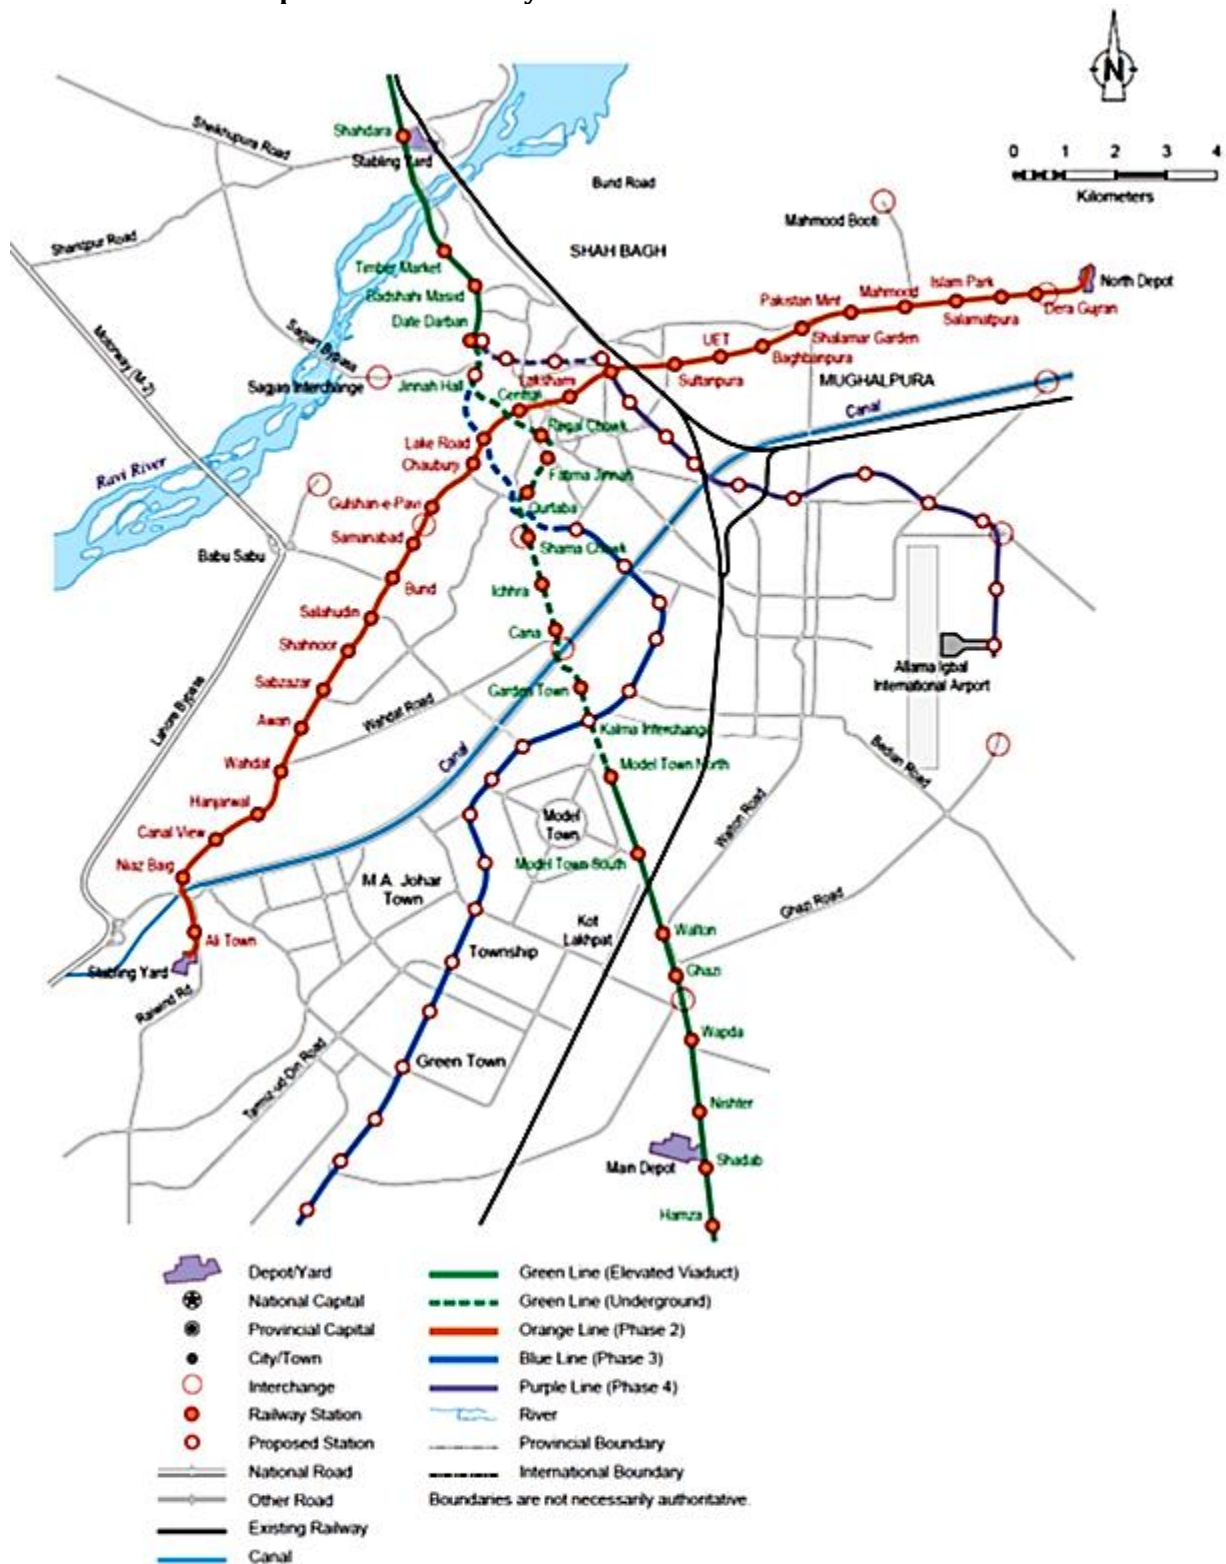 N
0 1 2 3 4
Kilometers
Shahdara
Stabling Yard
Sheikhupura Road
Bund Road
Mahmood Booti
SHAH BAGH
Timber Market
Badshahi Masjid
Date Darban
Motorway (M-2)
Sagjan Bypass
Sagjan Interchange
Jinnah Hall
Lakshami
Central
Pakistan Mint
Mahmood
Islam Park
North Depot
Dera Gujran
Salamatpura
Shalamar Garden
UET
Baghbanpura
Sultanpura
MUGHALPURA
Canal
Ravi River
Lake Road
Chauburji
Regal Chowk
Fatima Jinnah
Qurtaba
Gulshan-e-Pavi
Samanabad
Shama Chowk
Babu Sabu
Bund
Ichhra
Salahudin
Cana
Shahnoor
Sabzazar
Garden Town
Awan
Wahdat Road
Kalma Interchange
Allama Iqbal
International Airport
Lahore Bypass
Canal
Wahdat
Model Town North
Bedian Road
Hanjarwal
Canal View
Model
Town
Walton Road
Niaz Baig
Model Town South
M.A. Johar
Town
Kot
Lakhpat
Ghazi Road
Ali Town
Stabling Yard
Township
Walton
Ghazi
Raiwind Rd
Wapda
Green Town
Nishter
Main Depot
Shadab
Hamza
Depot/Yard
National Capital
Provincial Capital
City/Town
Interchange
Railway Station
Proposed Station
National Road
Other Road
Existing Railway
Canal
Green Line (Elevated Viaduct)
Green Line (Underground)
Orange Line (Phase 2)
Blue Line (Phase 3)
Purple Line (Phase 4)
River
Provincial Boundary
International Boundary
Boundaries are not necessarily authoritative.